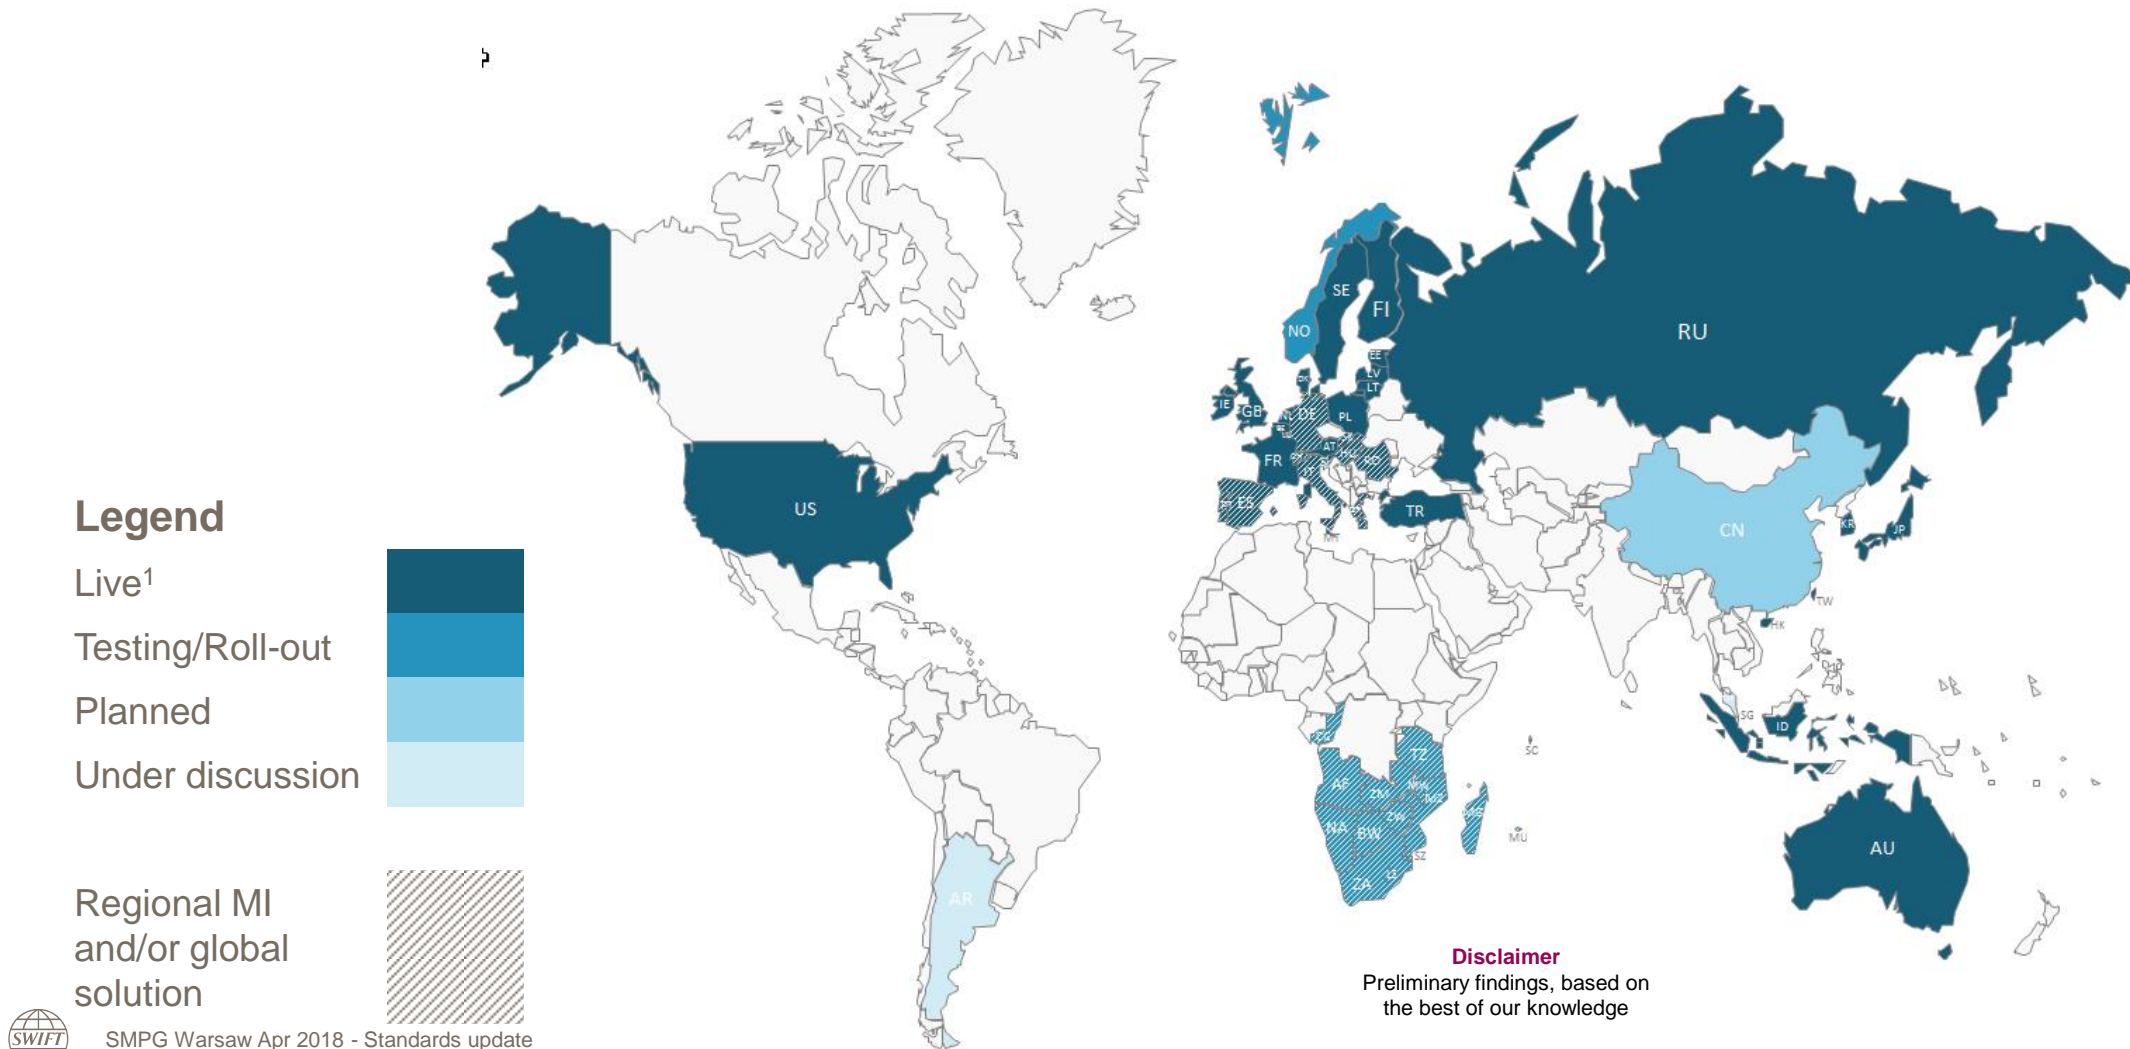 SE
FI
RU
NO
EE
LV
LT
IE
GB
NL
DE
PL
FR
AT
RO
IT
ES
TR
US
CN
KR
JP
TW
HK
SG
ID
SC
CG
TZ
ZM
MW
MZ
ZW
MG
NA
BW
MU
SZ
ZA
LS
AU
AR
Legend
Live¹
Testing/Roll-out
Planned
Under discussion
Regional MI
and/or global
solution
Disclaimer
Preliminary findings, based on
the best of our knowledge
SWIFT
SMPG Warsaw Apr 2018 - Standards update